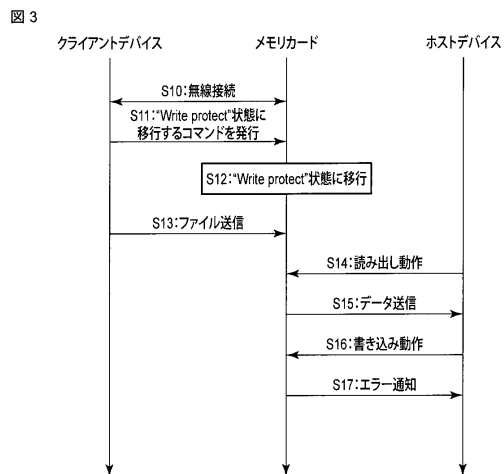 図 3
クライアントデバイス
メモリカード
ホストデバイス
S10:無線接続
S11:“Write protect”状態に
移行するコマンドを発行
S12:“Write protect”状態に移行
S13:ファイル送信
S14:読み出し動作
S15:データ送信
S16:書き込み動作
S17:エラー通知